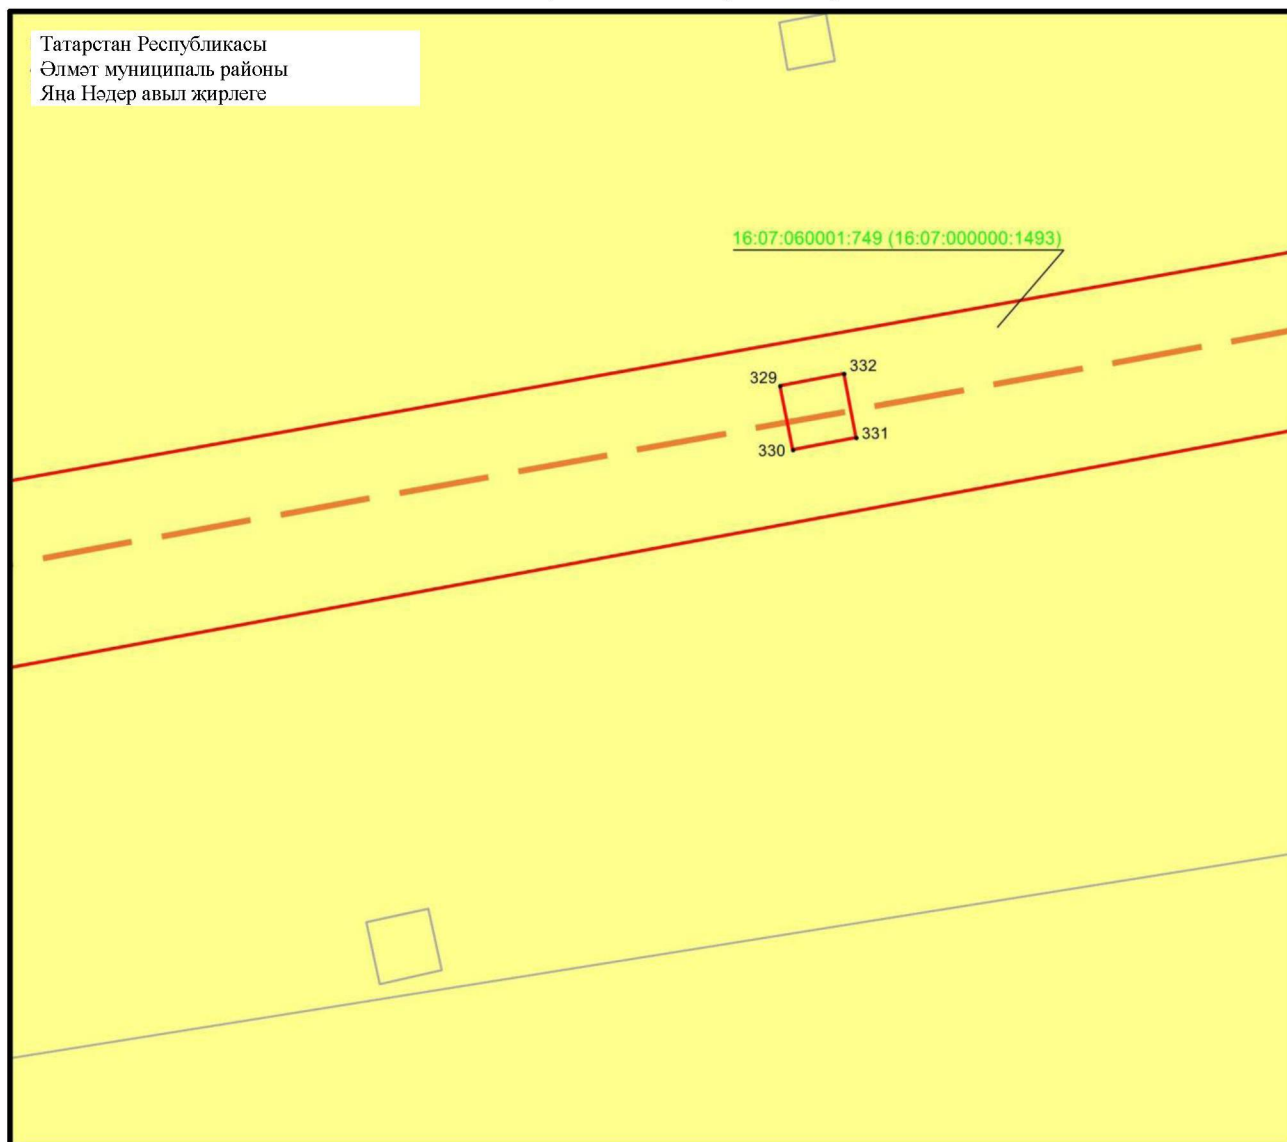 Татарстан Республикасы
Әлмәт муниципаль районы
Яңа Нәдер авыл җирлеге
16:07:060001:749 (16:07:000000:1493)
332
329
331
330